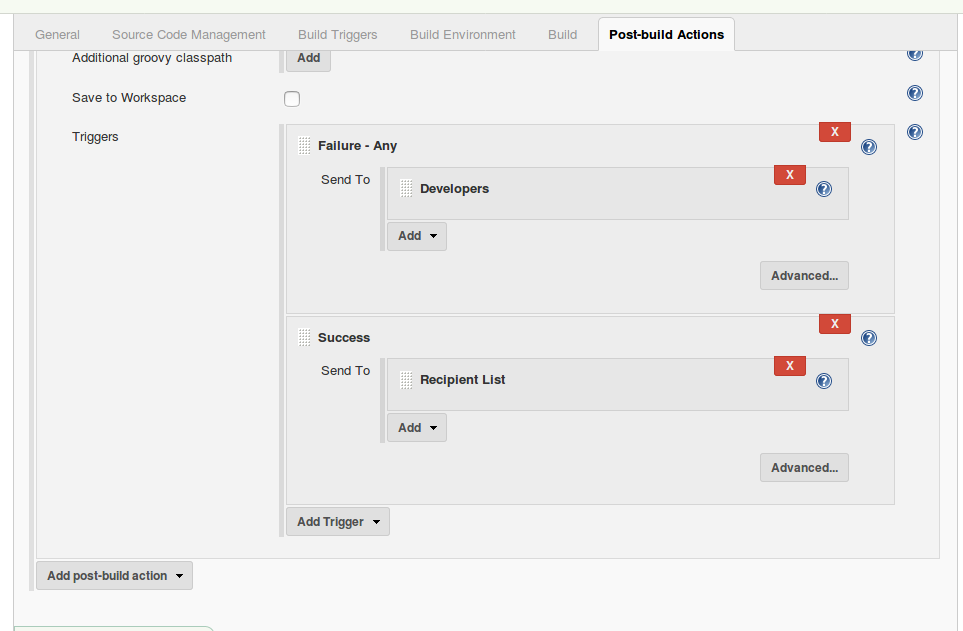 General Source Code Management Build Triggers Build Environment Build Post-build Actions
Additional groovy classpath Add ?
Save to Workspace ?
Triggers X ?
Failure - Any ?
Send To X
Developers ?
Add
Advanced...
X
Success ?
Send To X
Recipient List ?
Add
Advanced...
Add Trigger
Add post-build action